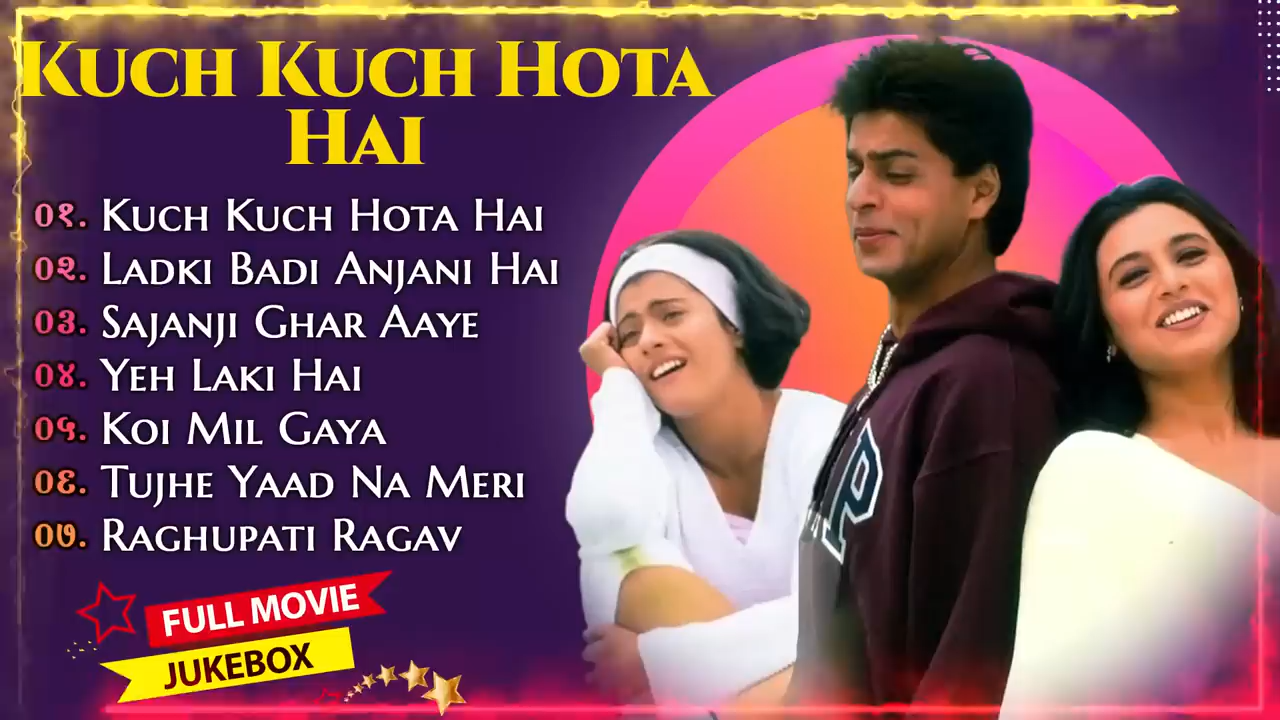 Kuch Kuch Hota
Hai
०१. Kuch Kuch Hota Hai
०२. Ladki Badi Anjani Hai
०३. Sajanji Ghar Aaye
०४. Yeh Laki Hai
०५. Koi Mil Gaya
०६. Tujhe Yaad Na Meri
०७. Raghupati Ragav
FULL MOVIE
JUKEBOX
P